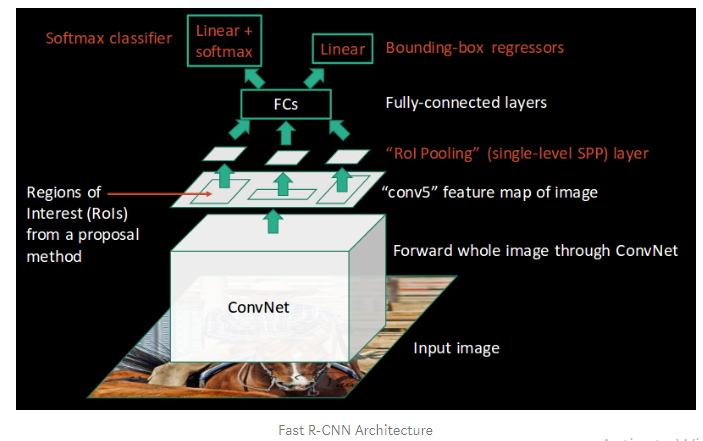 Softmax classifier
Linear +
softmax
Linear
Bounding-box regressors
FCs
Fully-connected layers
“RoI Pooling” (single-level SPP) layer
Regions of
Interest (RoIs)
from a proposal
method
“conv5” feature map of image
Forward whole image through ConvNet
ConvNet
Input image
Fast R-CNN Architecture